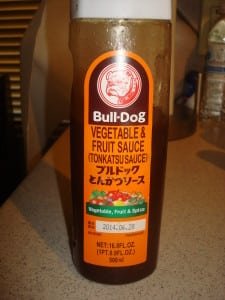 Bull-Dog
VEGETABLE &
FRUIT SAUCE
(TONKATSU SAUCE)
ブルドック
とんかつソース
Vegetable, Fruit & Spice
2014.06.28
NET:16.9FL.OZ.
(1PT.0.9FL.OZ.)
500ml